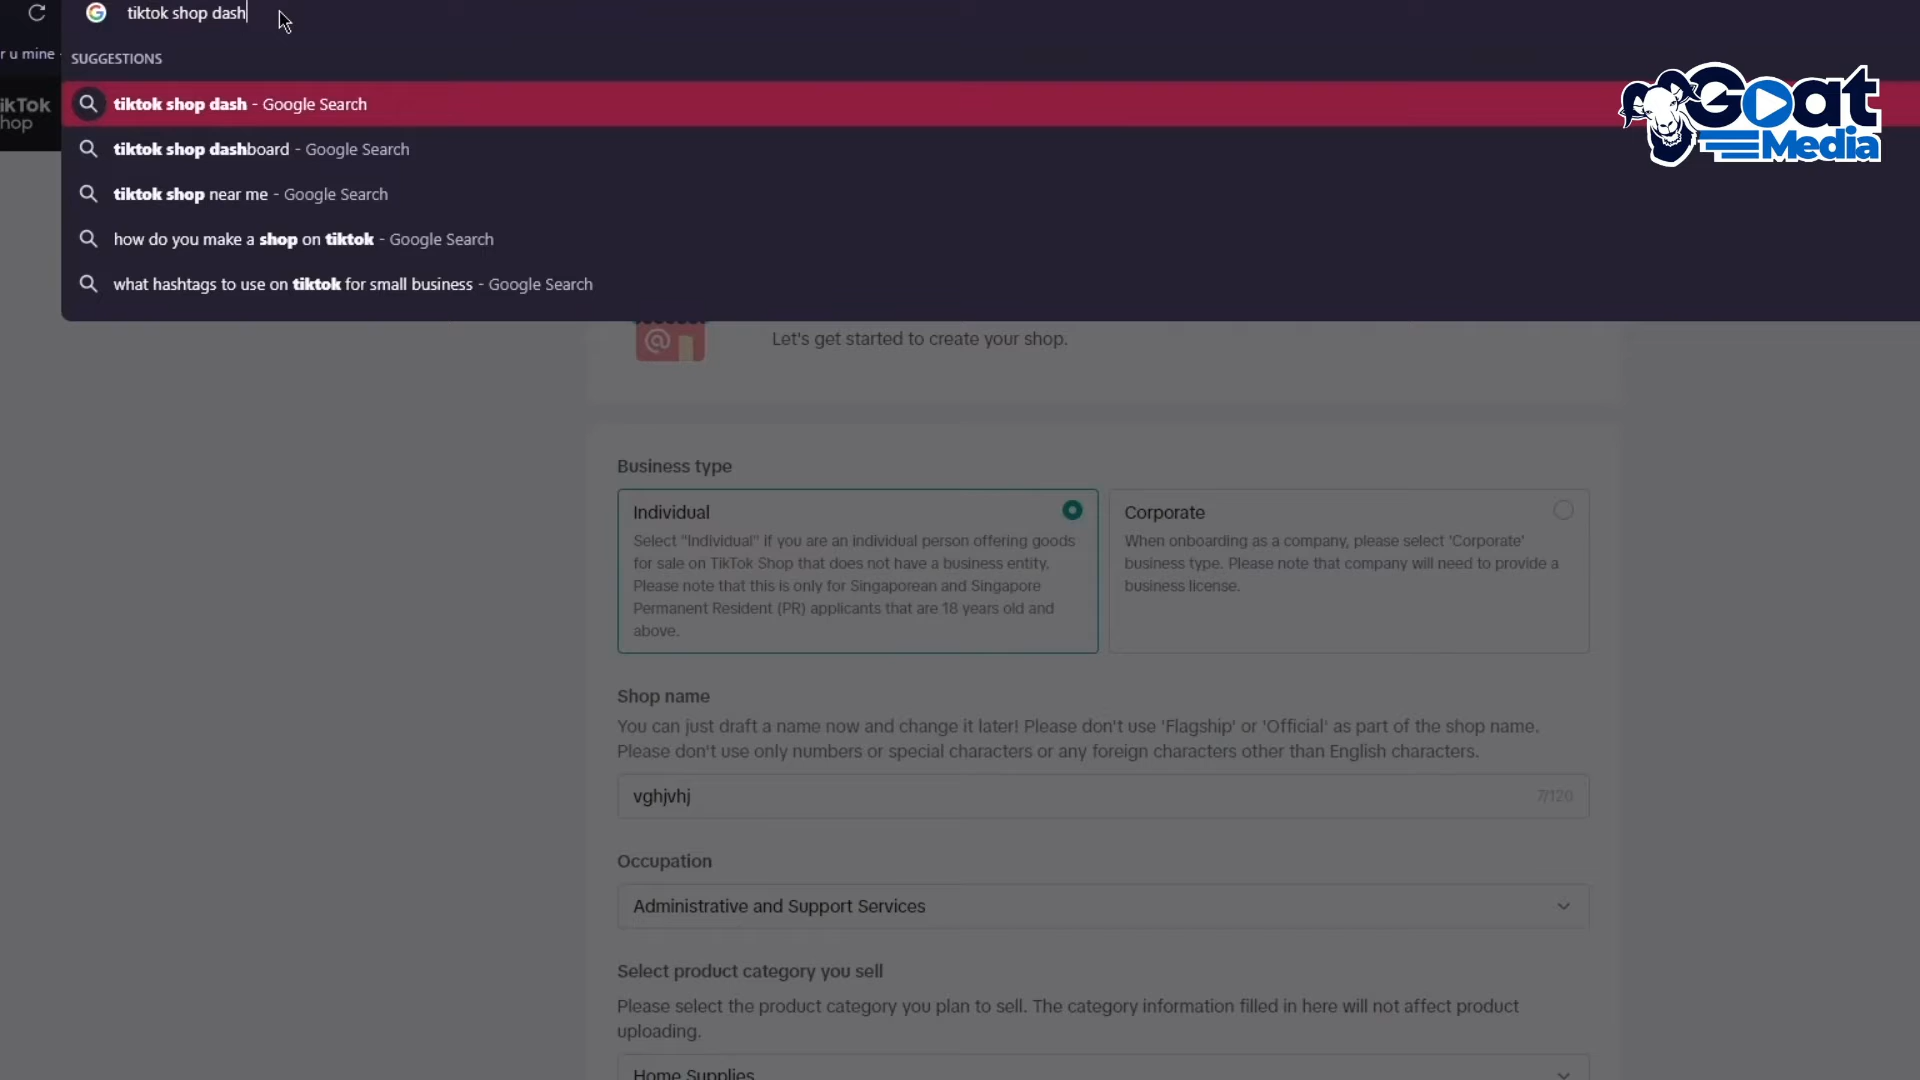 tiktok shop dash
r u mine
SUGGESTIONS
tiktok shop dash - Google Search
Goat
Media
ikTok
hop
tiktok shop dashboard - Google Search
tiktok shop near me - Google Search
how do you make a shop on tiktok - Google Search
what hashtags to use on tiktok for small business - Google Search
Let's get started to create your shop.
Business type
Individual
Select "Individual" if you are an individual person offering goods
for sale on TikTok Shop that does not have a business entity.
Please note that this is only for Singaporean and Singapore
Permanent Resident (PR) applicants that are 18 years old and
above.
Corporate
When onboarding as a company, please select 'Corporate'
business type. Please note that company will need to provide a
business license.
Shop name
You can just draft a name now and change it later! Please don't use 'Flagship' or 'Official' as part of the shop name.
Please don't use only numbers or special characters or any foreign characters other than English characters.
vghjvhj 7/120
Occupation
Administrative and Support Services
Select product category you sell
Please select the product category you plan to sell. The category information filled in here will not affect product
uploading.
Home Supplies